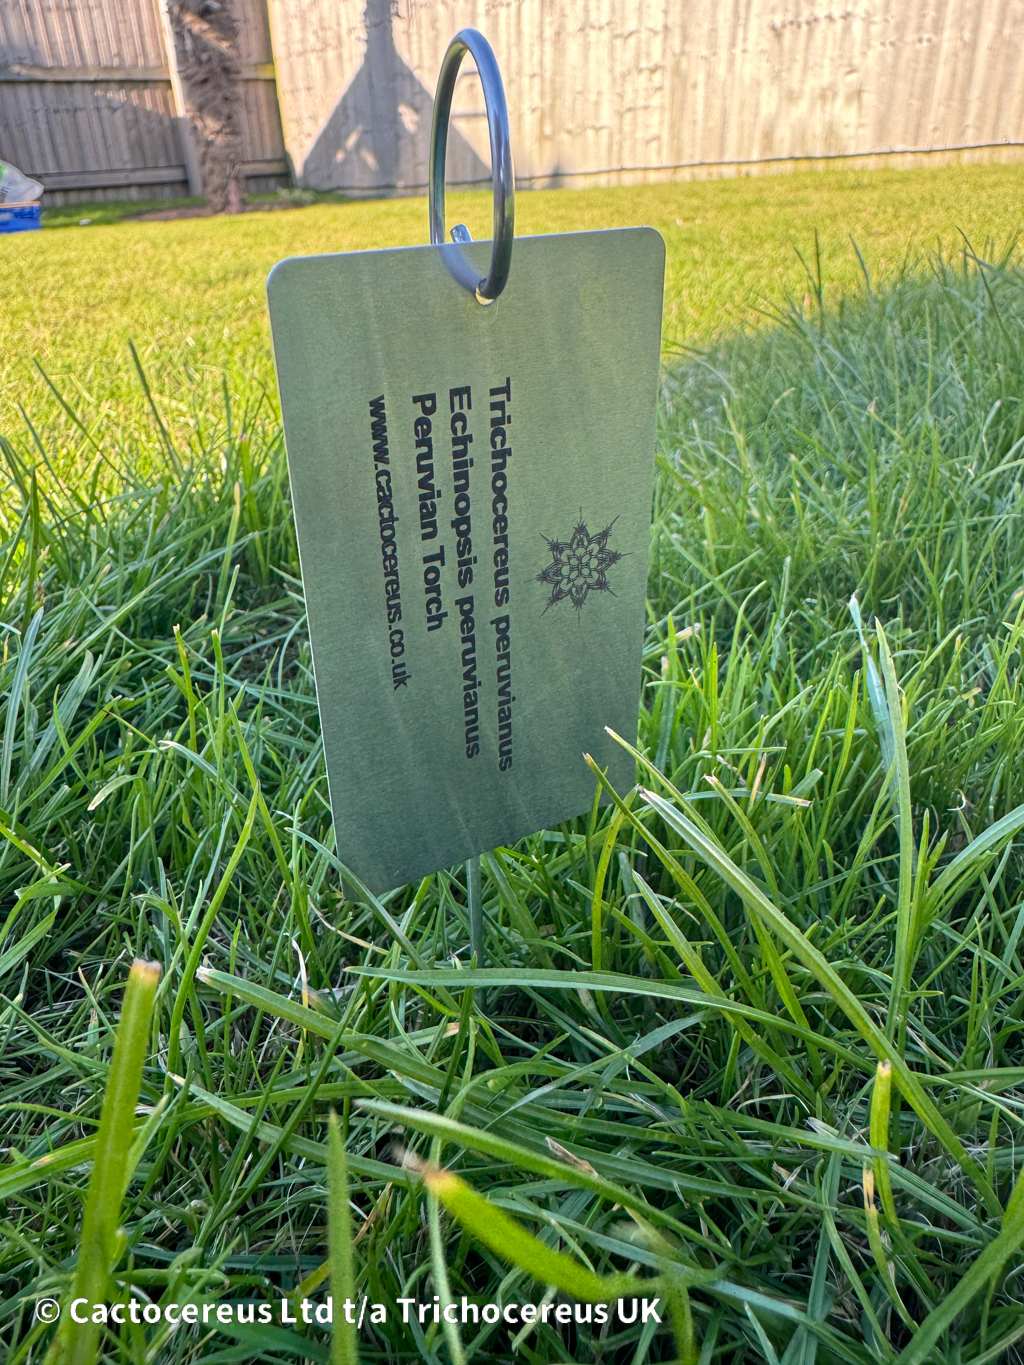 Trichocereus peruvianus
Echinopsis peruvianus
Peruvian Torch
www.cactocereus.co.uk
© Cactocereus Ltd t/a Trichocereus UK